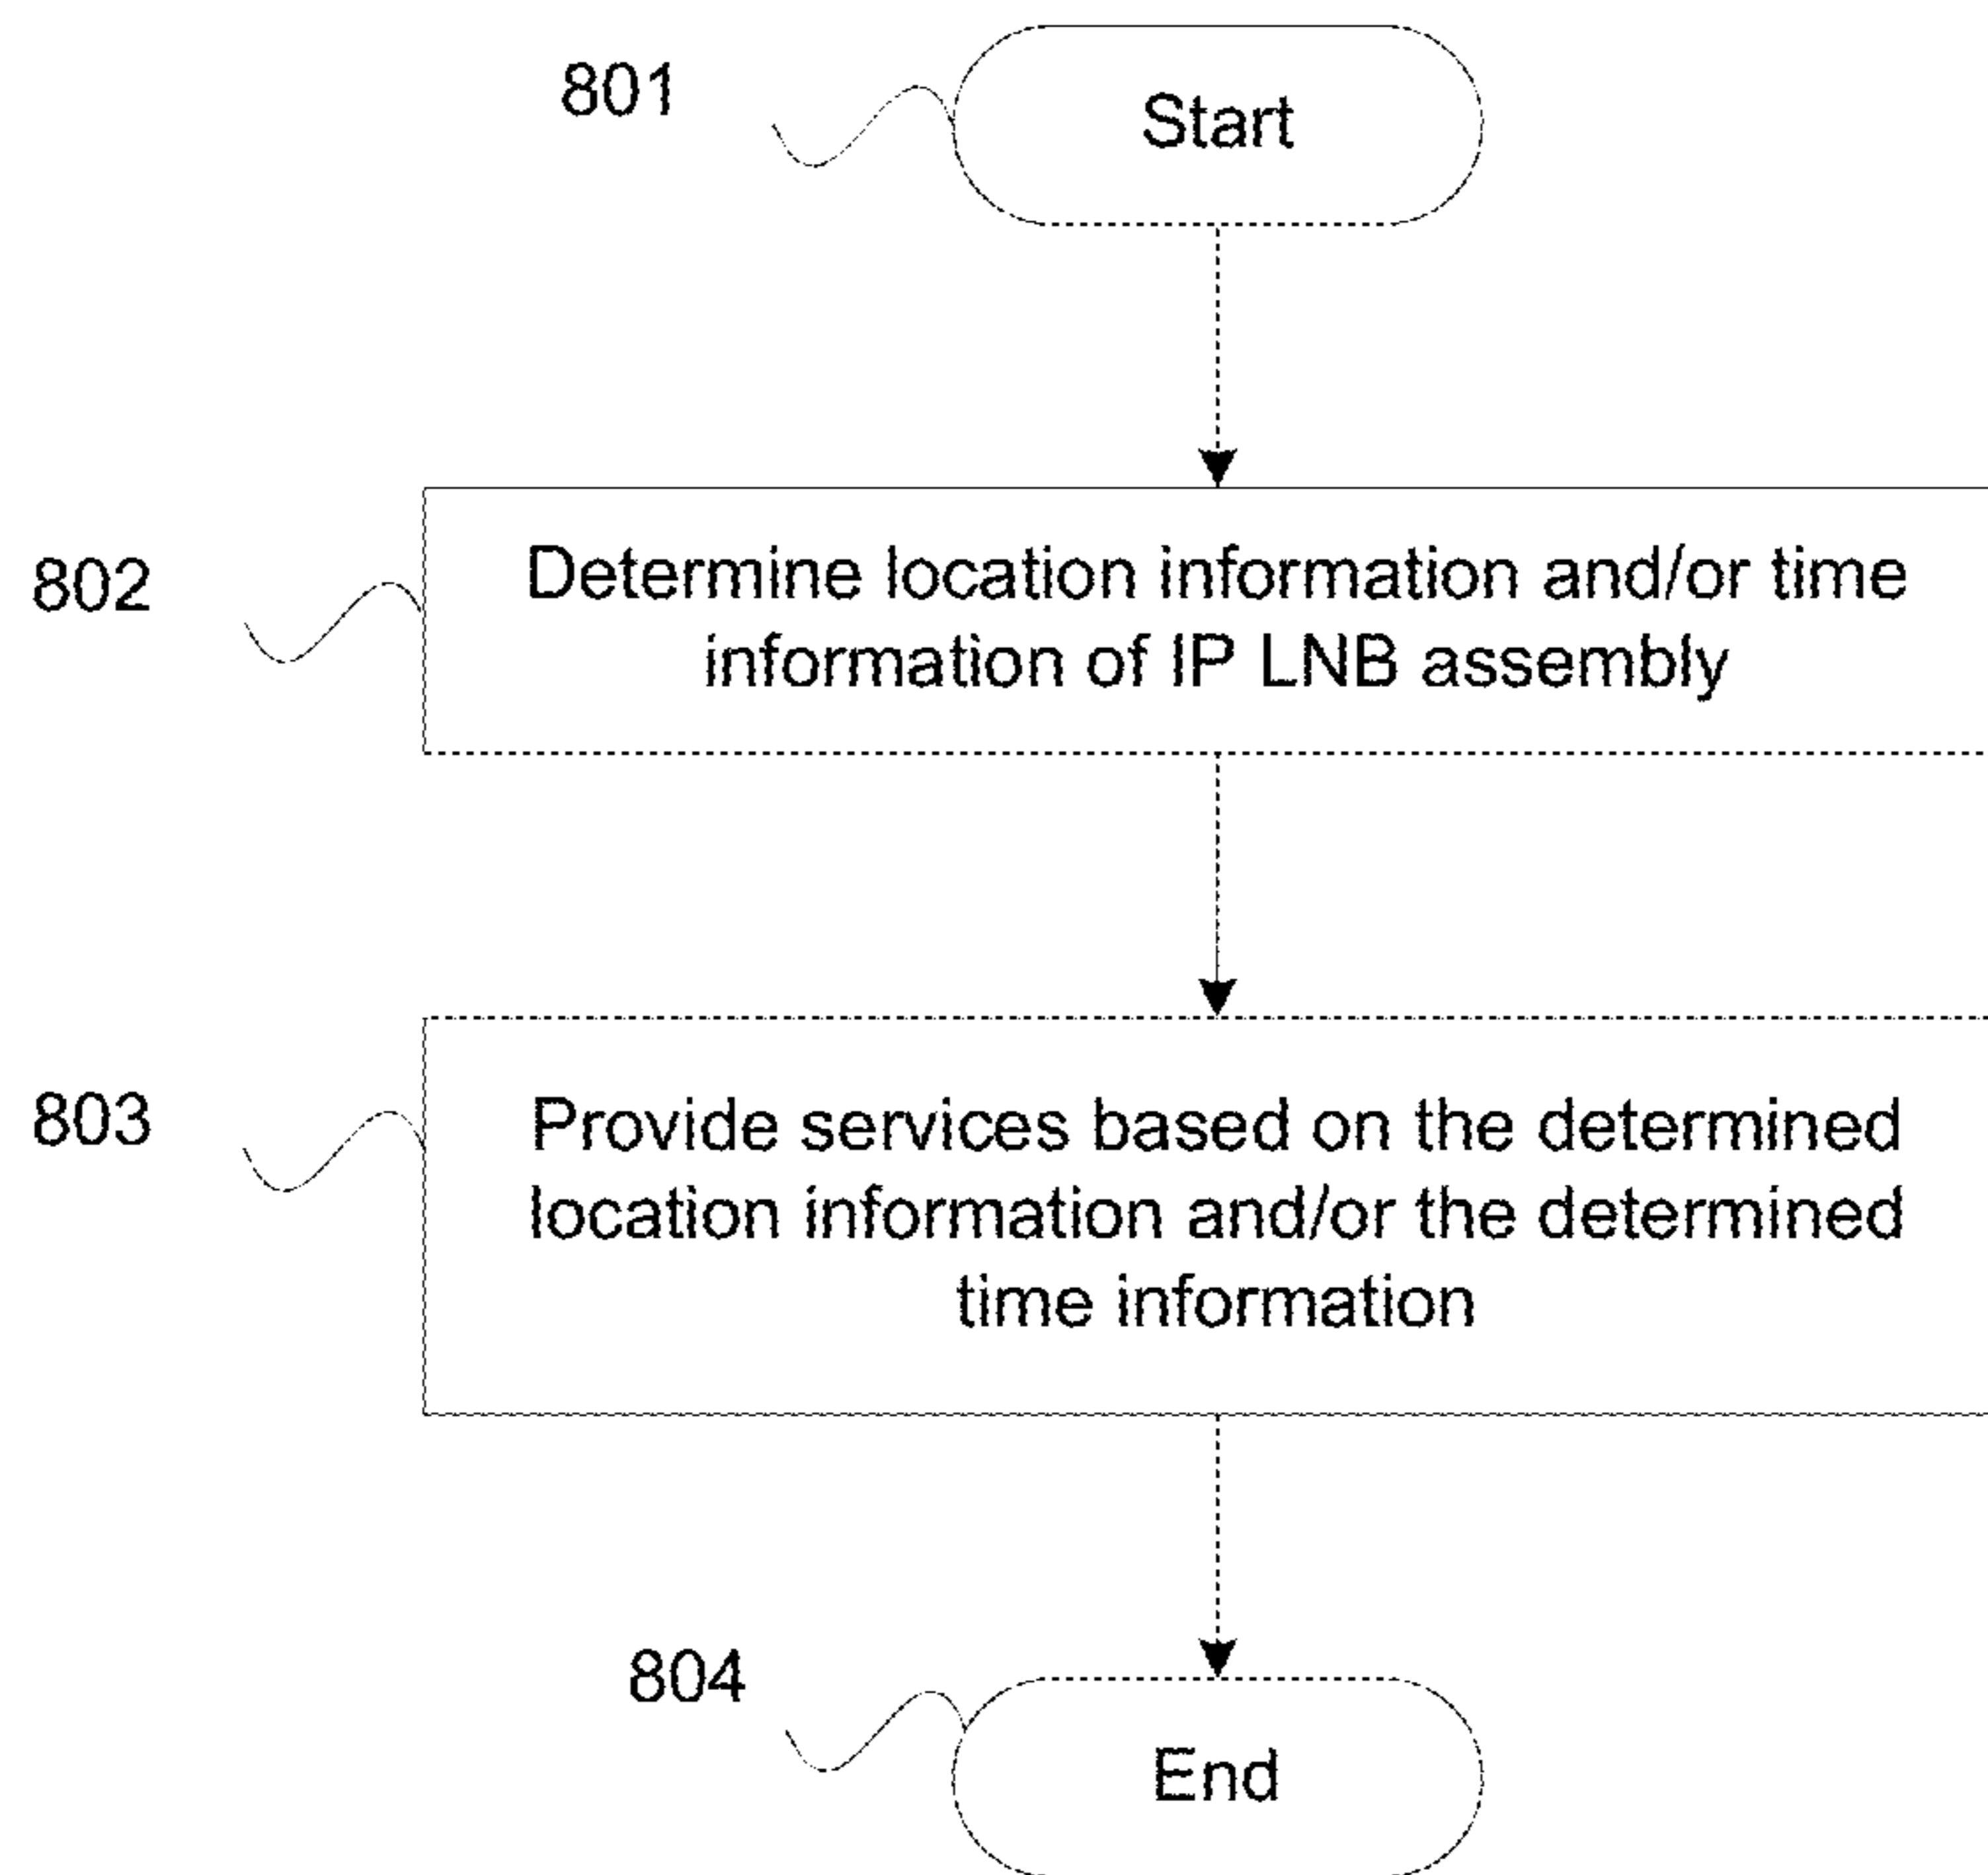 801
Start
802
Determine location information and/or time
information of IP LNB assembly
803
Provide services based on the determined
location information and/or the determined
time information
804
End